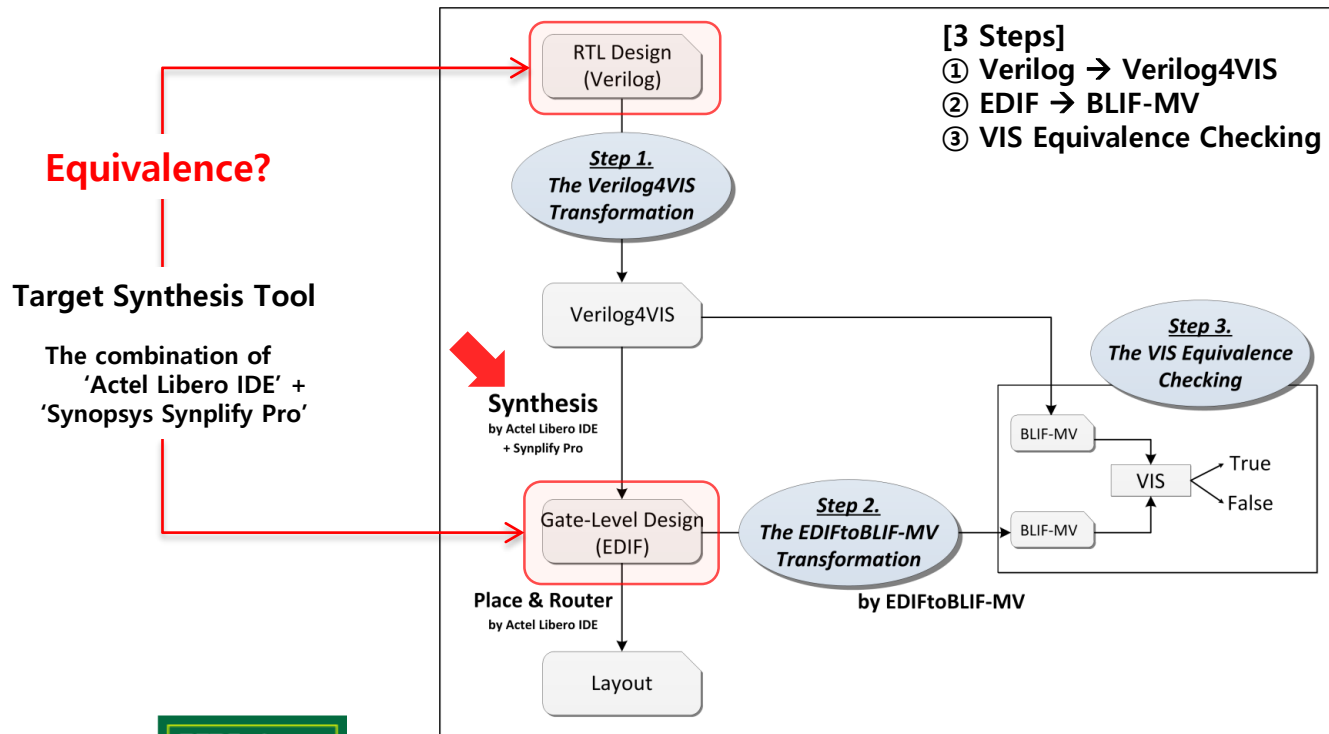 [3 Steps]
① Verilog → Verilog4VIS
② EDIF → BLIF-MV
③ VIS Equivalence Checking
RTL Design
(Verilog)
Equivalence?
Step 1.
The Verilog4VIS
Transformation
Target Synthesis Tool
The combination of
‘Actel Libero IDE’ +
‘Synopsys Synplify Pro’
Verilog4VIS
Step 3.
The VIS Equivalence
Checking
Synthesis
by Actel Libero IDE
+ Synplify Pro
BLIF-MV
VIS
True
False
BLIF-MV
Gate-Level Design
(EDIF)
Step 2.
The EDIFtoBLIF-MV
Transformation
by EDIFtoBLIF-MV
Place & Router
by Actel Libero IDE
Layout